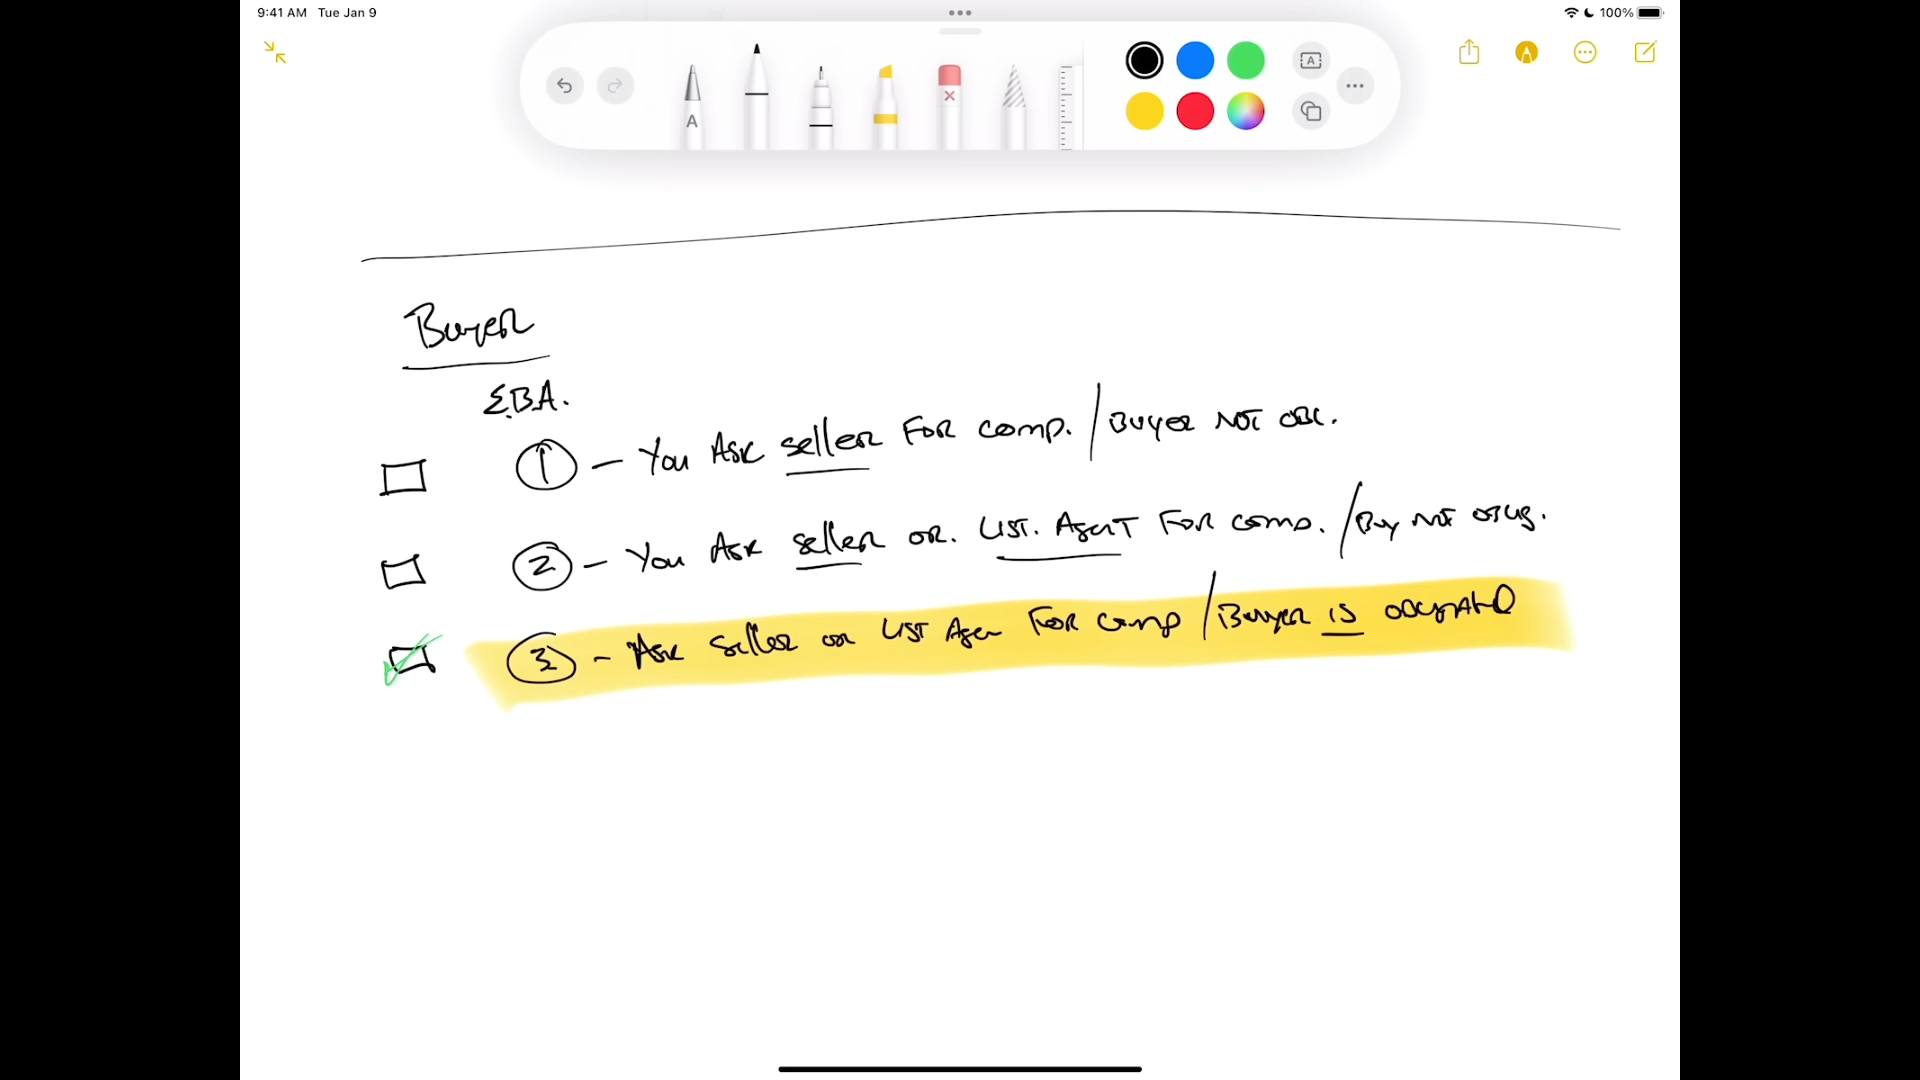 9:41 AM Tue Jan 9
100%
A
A
Buyer
E.B.A.
① – You ASK seller FOR comp. / BUYER NOT OBL.
② – You ASK seller OR. LIST. AGENT FOR comp. / Buy NOT OBLIG.
③ – ASK Seller or LIST Agen FOR comp / Buyer IS OBLIGATED